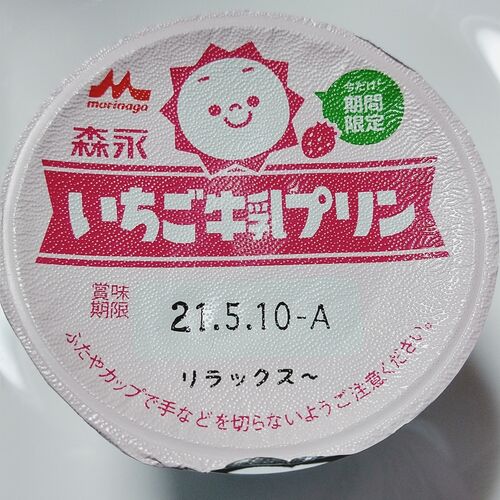 morinaga
森永
今だけ!
期間
限定
いちご牛乳プリン
賞味
期限
21.5.10-A
リラックス～
ふたやカップで手などを切らないようご注意ください。